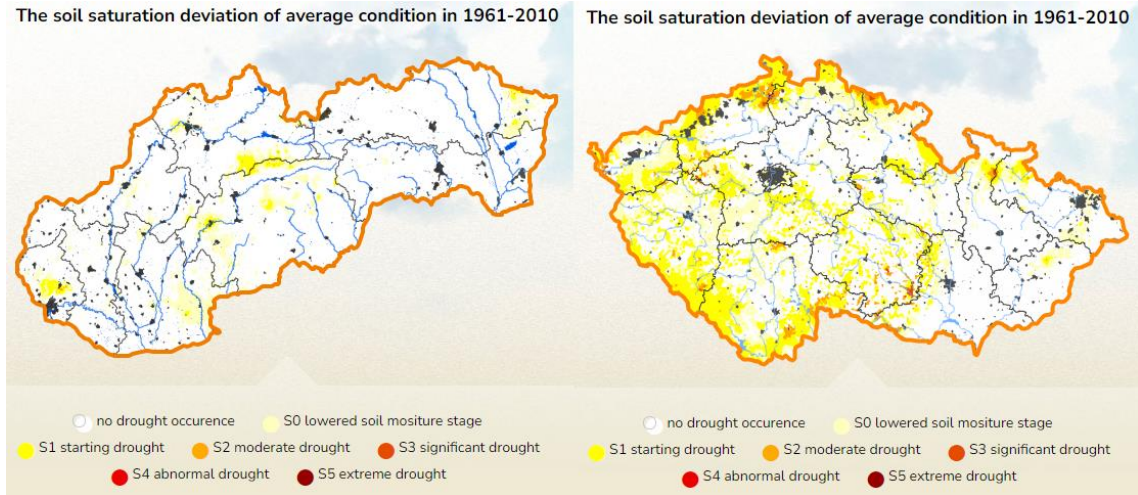 The soil saturation deviation of average condition in 1961-2010
no drought occurence
S0 lowered soil mositure stage
S1 starting drought
S2 moderate drought
S3 significant drought
S4 abnormal drought
S5 extreme drought
The soil saturation deviation of average condition in 1961-2010
no drought occurence
S0 lowered soil mositure stage
S1 starting drought
S2 moderate drought
S3 significant drought
S4 abnormal drought
S5 extreme drought